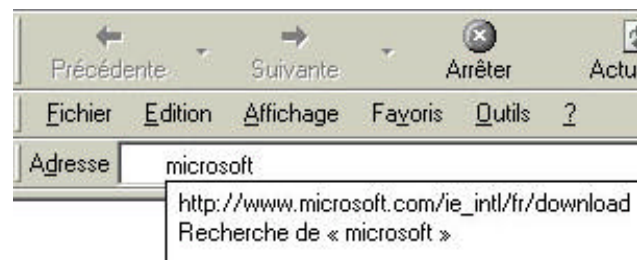 Précédente Suivante Arrêter Actu
Fichier Edition Affichage Favoris Outils ?
Adresse microsoft
http://www.microsoft.com/ie_intl/fr/download
Recherche de « microsoft »